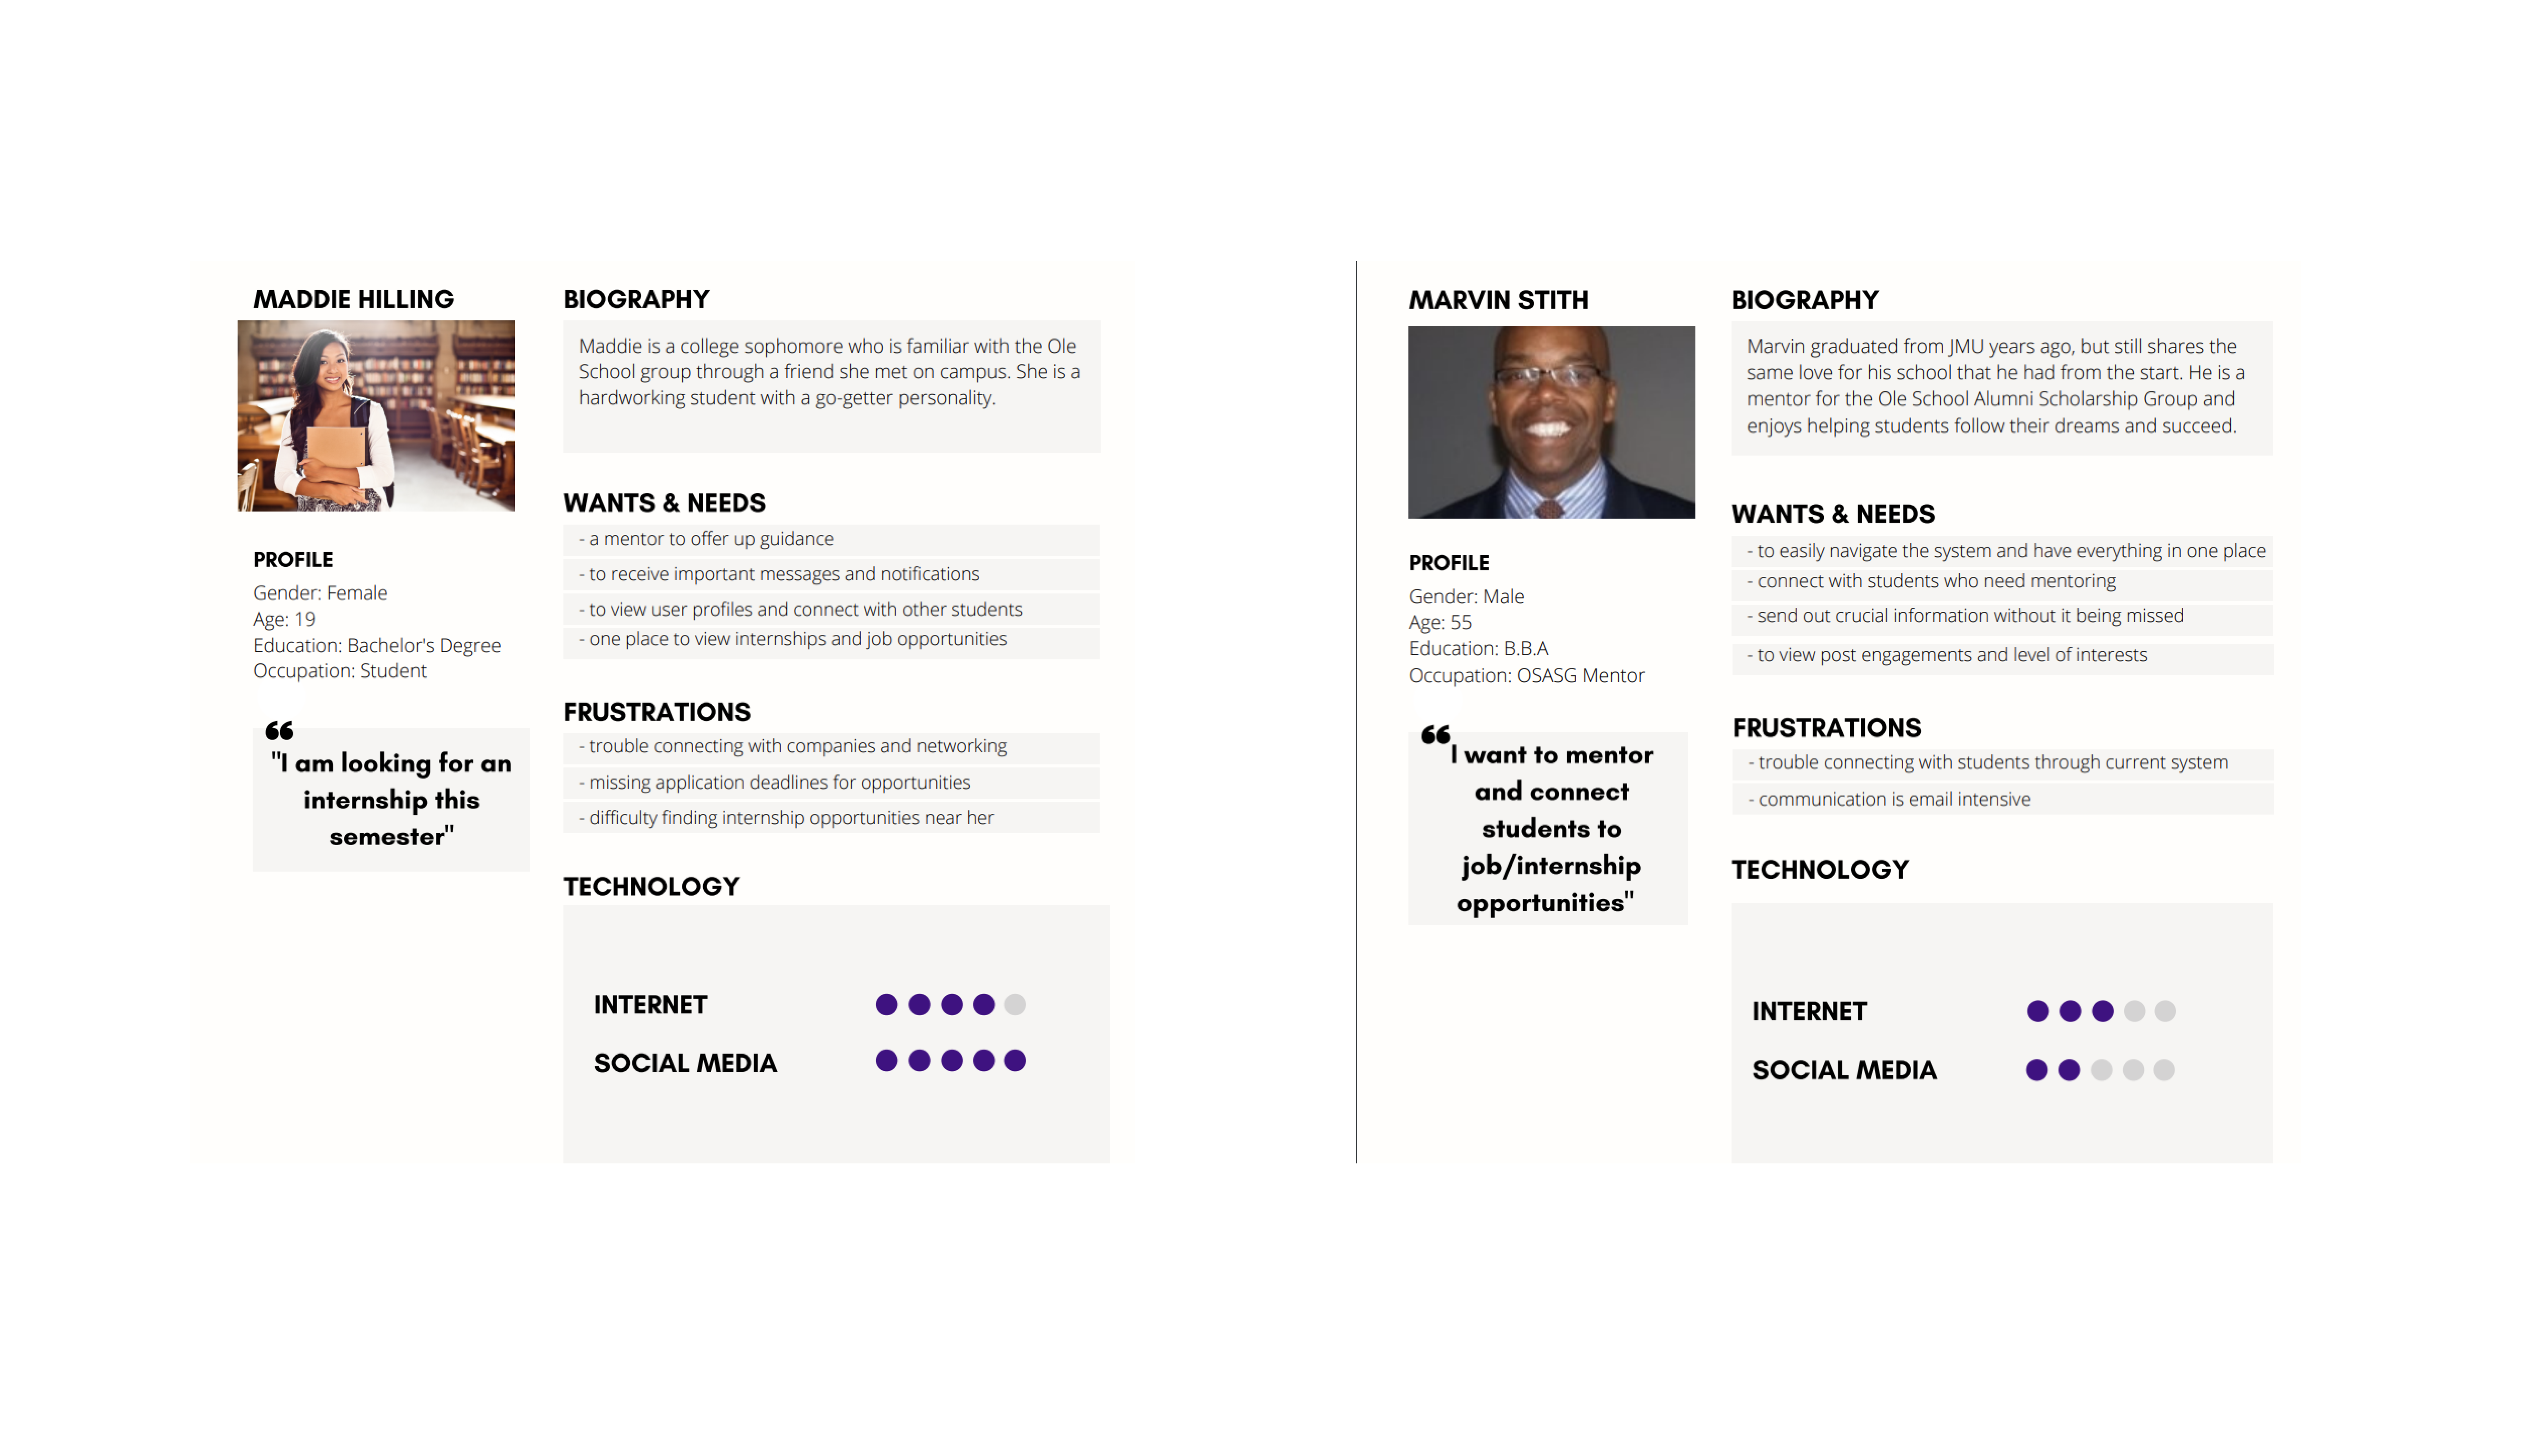 MADDIE HILLING
PROFILE
Gender: Female
Age: 19
Education: Bachelor's Degree
Occupation: Student
❝
"I am looking for an
internship this
semester"
BIOGRAPHY
Maddie is a college sophomore who is familiar with the Ole
School group through a friend she met on campus. She is a
hardworking student with a go-getter personality.
WANTS & NEEDS
- a mentor to offer up guidance
- to receive important messages and notifications
- to view user profiles and connect with other students
- one place to view internships and job opportunities
FRUSTRATIONS
- trouble connecting with companies and networking
- missing application deadlines for opportunities
- difficulty finding internship opportunities near her
TECHNOLOGY
INTERNET
SOCIAL MEDIA
MARVIN STITH
PROFILE
Gender: Male
Age: 55
Education: B.B.A
Occupation: OSASG Mentor
❝I want to mentor
and connect
students to
job/internship
opportunities"
BIOGRAPHY
Marvin graduated from JMU years ago, but still shares the
same love for his school that he had from the start. He is a
mentor for the Ole School Alumni Scholarship Group and
enjoys helping students follow their dreams and succeed.
WANTS & NEEDS
- to easily navigate the system and have everything in one place
- connect with students who need mentoring
- send out crucial information without it being missed
- to view post engagements and level of interests
FRUSTRATIONS
- trouble connecting with students through current system
- communication is email intensive
TECHNOLOGY
INTERNET
SOCIAL MEDIA